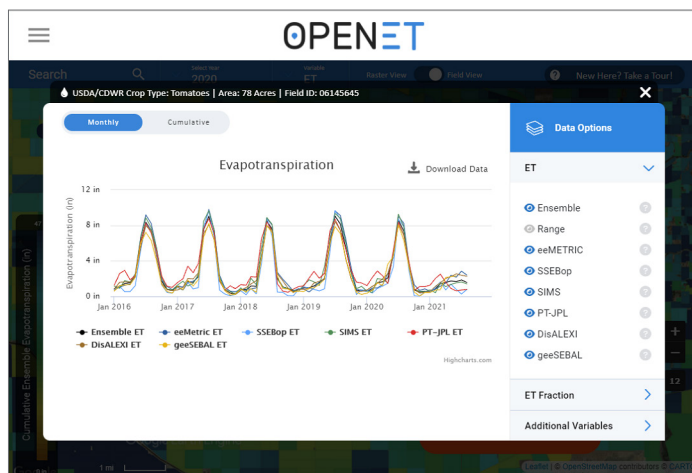 OPENET
Search
Select Year
2020
Variable
ET
Raster View
Field View
New Here? Take a Tour!
USDA/CDWR Crop Type: Tomatoes | Area: 78 Acres | Field ID: 06145645
Monthly
Cumulative
Data Options
Evapotranspiration
Download Data
ET
12 in
8 in
4 in
0 in
Evapotranspiration (in)
Jan 2016
Jan 2017
Jan 2018
Jan 2019
Jan 2020
Jan 2021
Ensemble ET
eeMetric ET
SSEBop ET
SIMS ET
PT-JPL ET
DisALEXI ET
geeSEBAL ET
Highcharts.com
Ensemble
Range
eeMETRIC
SSEBop
SIMS
PT-JPL
DisALEXI
geeSEBAL
ET Fraction
Additional Variables
Cumulative Ensemble Evapotranspiration (in)
12
1 mi
Leaflet | © OpenStreetMap contributors © CART